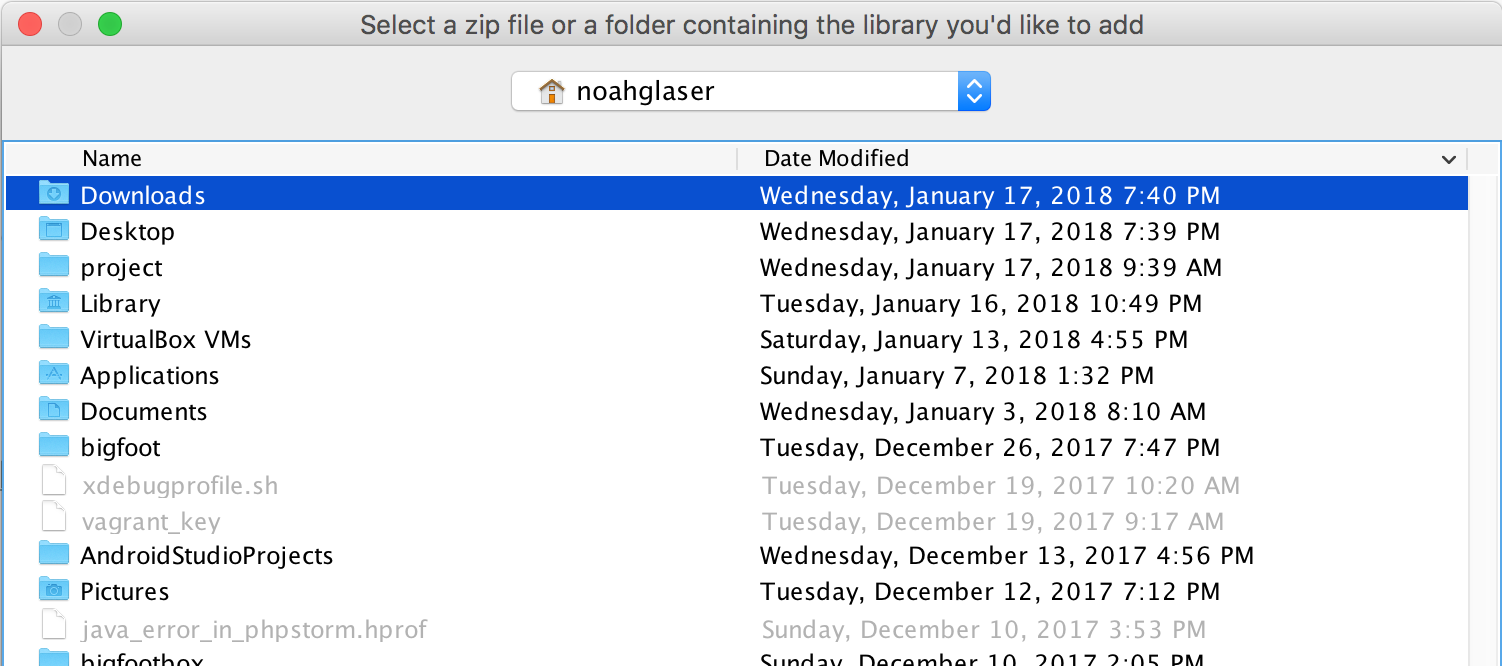 Select a zip file or a folder containing the library you'd like to add
noahglaser
Name Date Modified
Downloads Wednesday, January 17, 2018 7:40 PM
Desktop Wednesday, January 17, 2018 7:39 PM
project Wednesday, January 17, 2018 9:39 AM
Library Tuesday, January 16, 2018 10:49 PM
VirtualBox VMs Saturday, January 13, 2018 4:55 PM
Applications Sunday, January 7, 2018 1:32 PM
Documents Wednesday, January 3, 2018 8:10 AM
bigfoot Tuesday, December 26, 2017 7:47 PM
xdebugprofile.sh Tuesday, December 19, 2017 10:20 AM
vagrant_key Tuesday, December 19, 2017 9:17 AM
AndroidStudioProjects Wednesday, December 13, 2017 4:56 PM
Pictures Tuesday, December 12, 2017 7:12 PM
java_error_in_phpstorm.hprof Sunday, December 10, 2017 3:53 PM
bigfootbox Sunday, December 10, 2017 2:05 PM